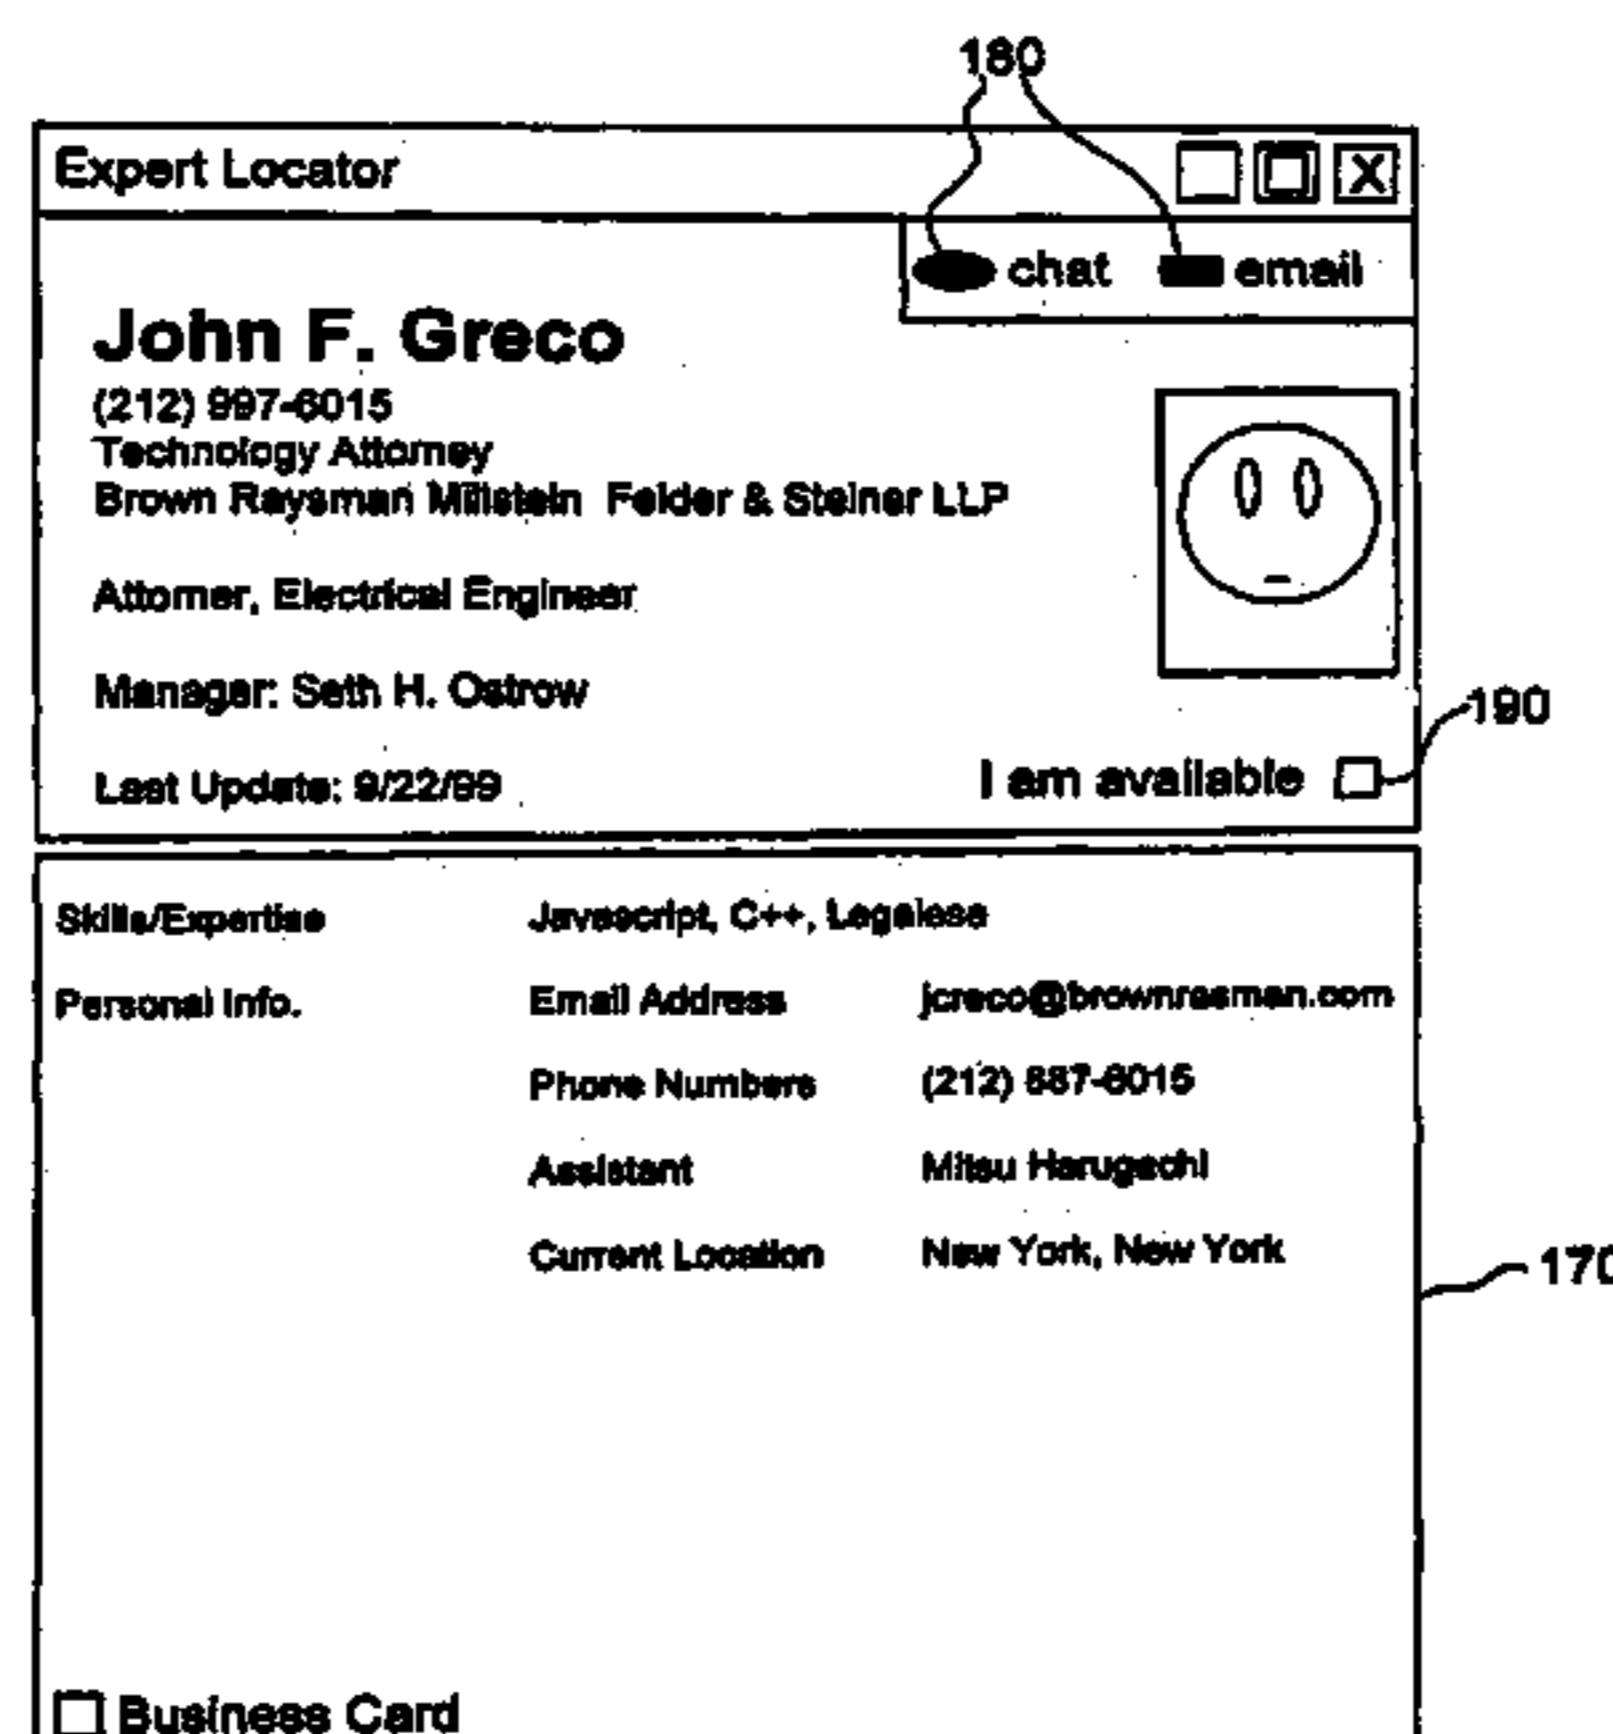 180
Expert Locator X
chat email
John F. Greco
(212) 997-6015
Technology Attorney
Brown Raysman Millstein Felder & Steiner LLP
Attorner, Electrical Engineer
Manager: Seth H. Ostrow
190
Last Update: 9/22/99 I am available
Skills/Expertise Javascript, C++, Legalese
Personal Info. Email Address jcreco@brownrasman.com
Phone Numbers (212) 887-6015
Assistant Mitsu Harugachi
Current Location New York, New York
170
Business Card